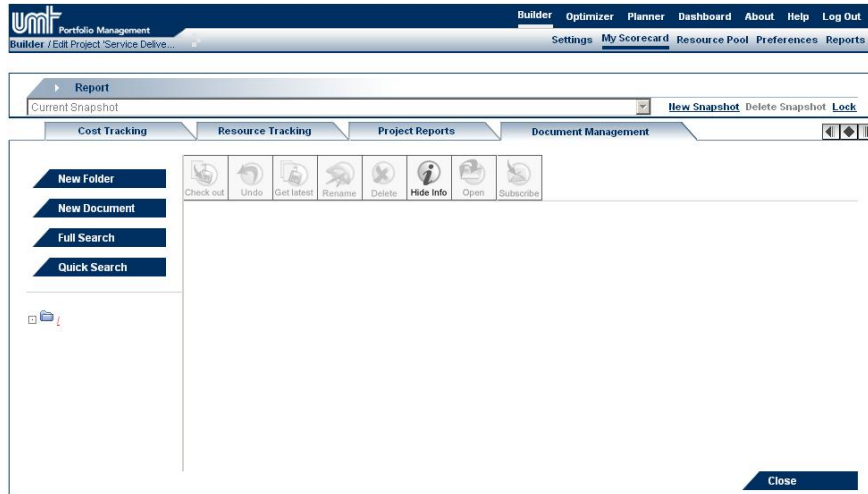 umt Portfolio Management
Builder Optimizer Planner Dashboard About Help Log Out
Builder / Edit Project 'Service Delive...
Settings My Scorecard Resource Pool Preferences Reports
Report
Current Snapshot
New Snapshot Delete Snapshot Lock
Cost Tracking Resource Tracking Project Reports Document Management
New Folder
New Document
Full Search
Quick Search
Check out Undo Get latest Rename Delete Hide Info Open Subscribe
/
Close